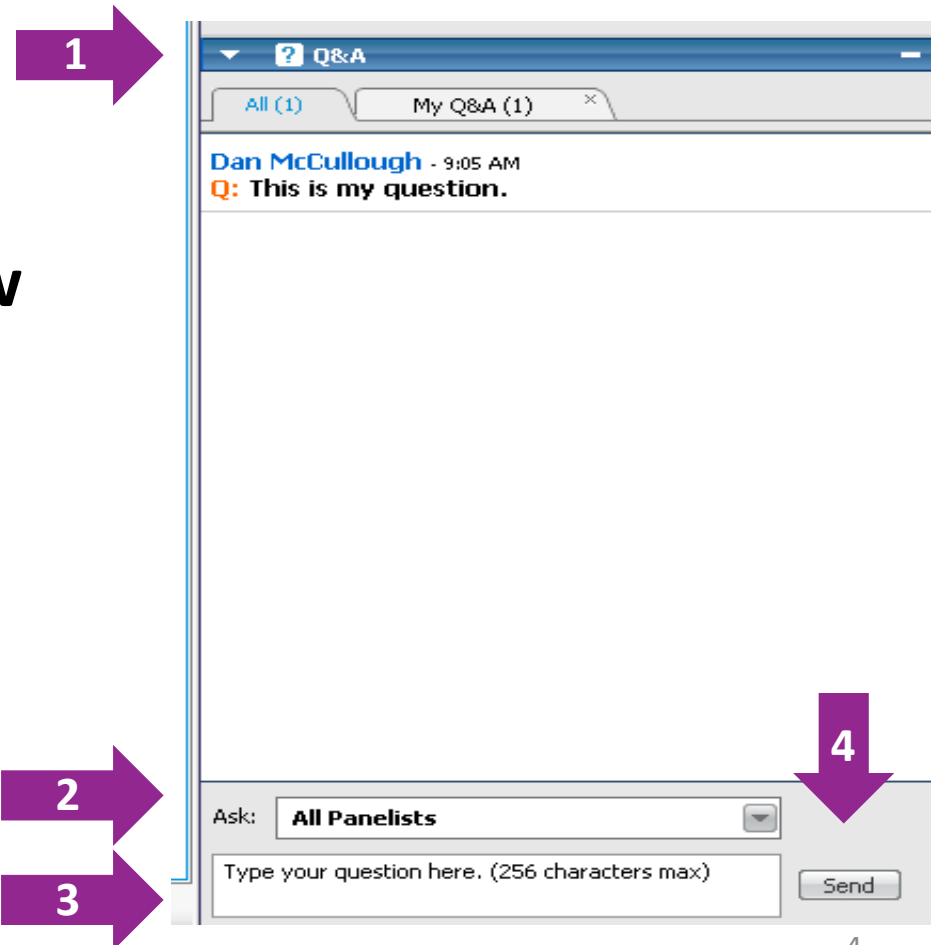 1
? Q&A
All (1) My Q&A (1) ×
Dan McCullough - 9:05 AM
Q: This is my question.
w
4
2
Ask: All Panelists
Type your question here. (256 characters max)
Send
3
4